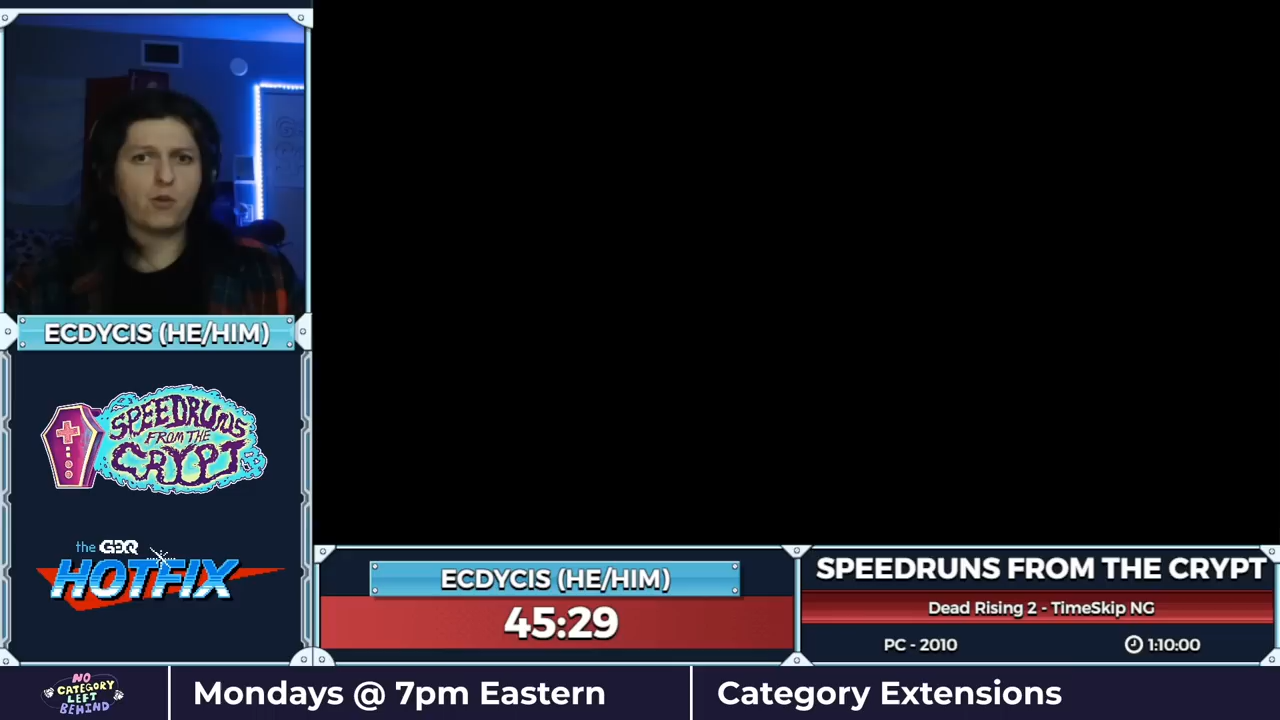 ECDYCIS (HE/HIM)
SPEEDRUNS
FROM THE
CRYPT
the GDQ
HOTFIX
ECDYCIS (HE/HIM)
45:29
SPEEDRUNS FROM THE CRYPT
Dead Rising 2 - TimeSkip NG
PC - 2010
1:10:00
NO
CATEGORY
LEFT
BEHIND
Mondays @ 7pm Eastern
Category Extensions